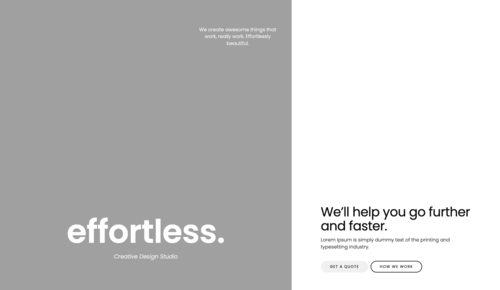 We create awesome things that
work, really work. Effortlessly
beautiful.
effortless.
Creative Design Studio
We’ll help you go further
and faster.
Lorem Ipsum is simply dummy text of the printing and
typesetting industry.
GET A QUOTE
HOW WE WORK